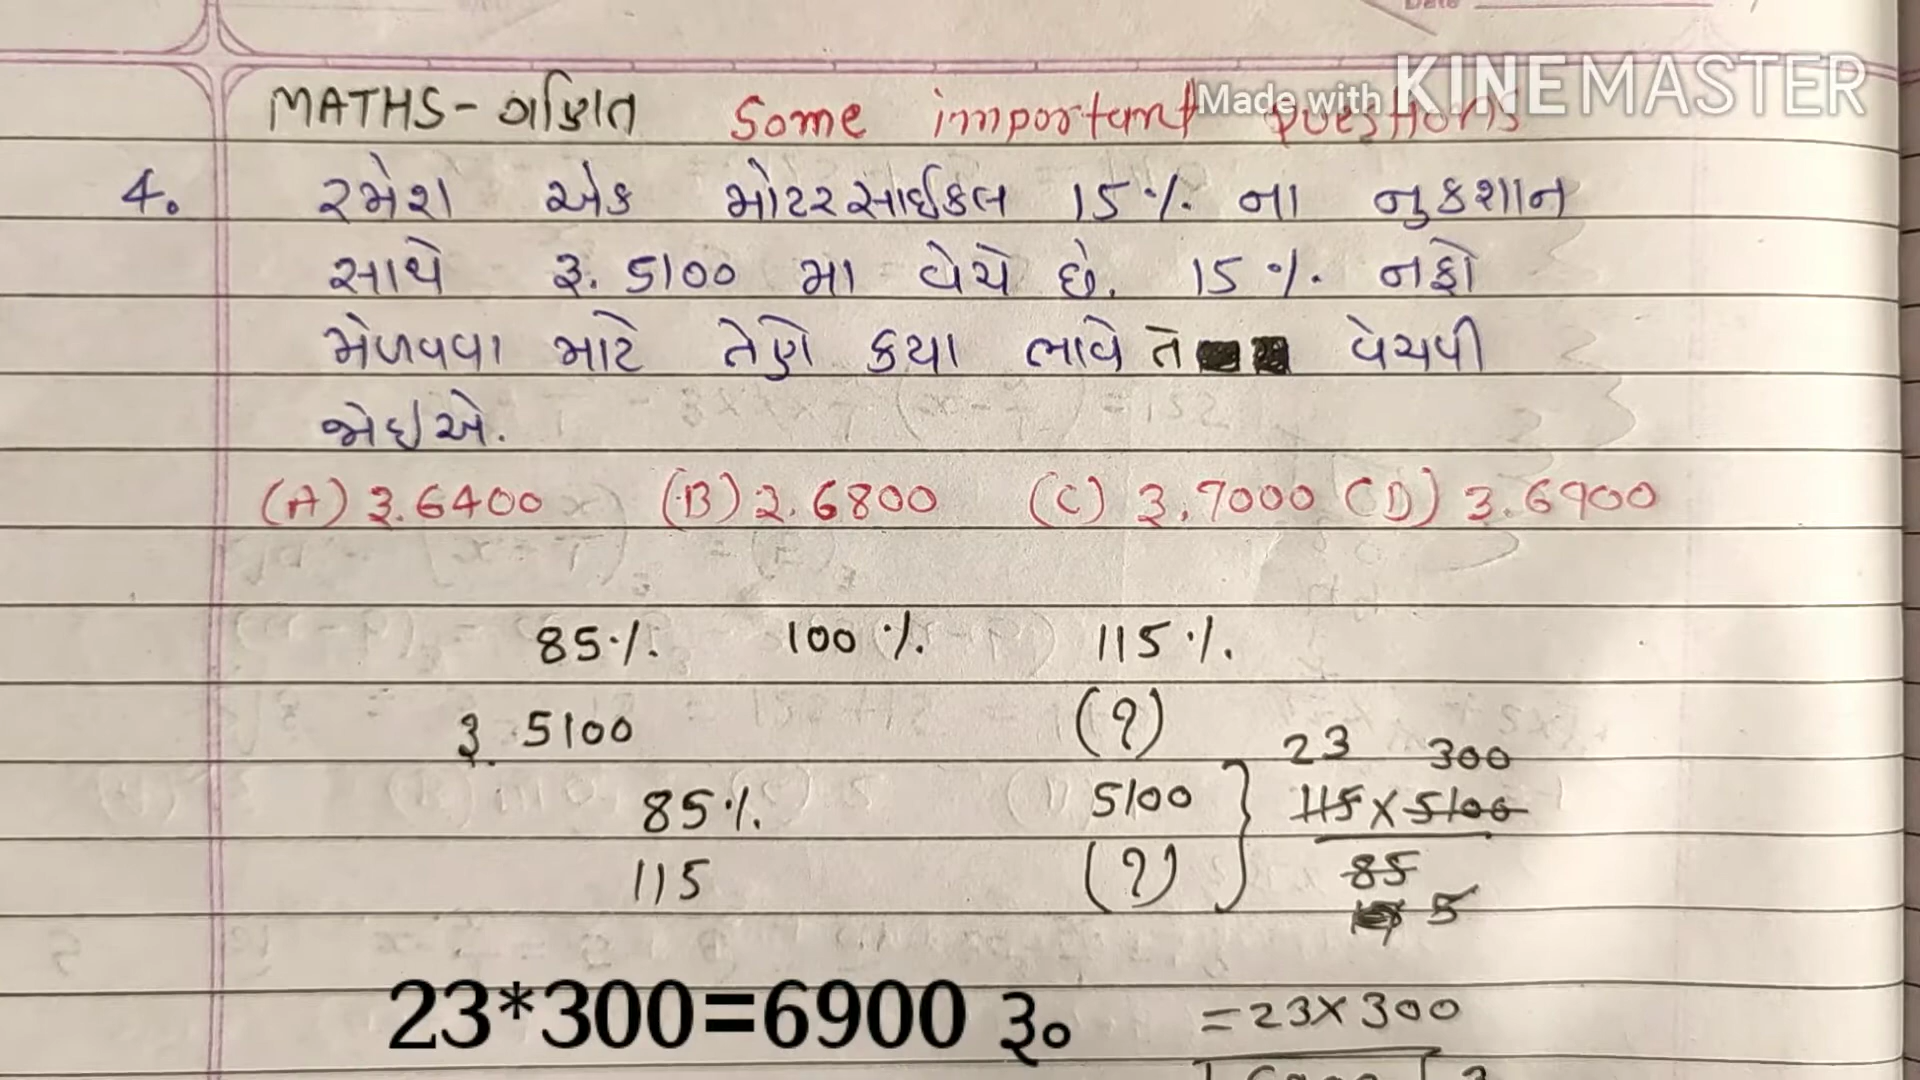 Made with KINEMASTER
MATHS - ગણિત Some important questions
4. રમેશ એક મોટરસાઈકલ 15% ના નુકશાન
સાથે રૂ. 5100 મા વેચે છે. 15% નફો
મેળવવા માટે તેણે કયા ભાવે તે વેચવી
જોઇએ.
(A) રૂ. 6400 (B) રૂ. 6800 (C) રૂ. 7000 (D) રૂ. 6900
85% 100% 115%
રૂ. 5100 (?)
23 300
85% 5100 115 x 5100
115 (?) 85
5
23*300=6900 રૂ૦
= 23 x 300